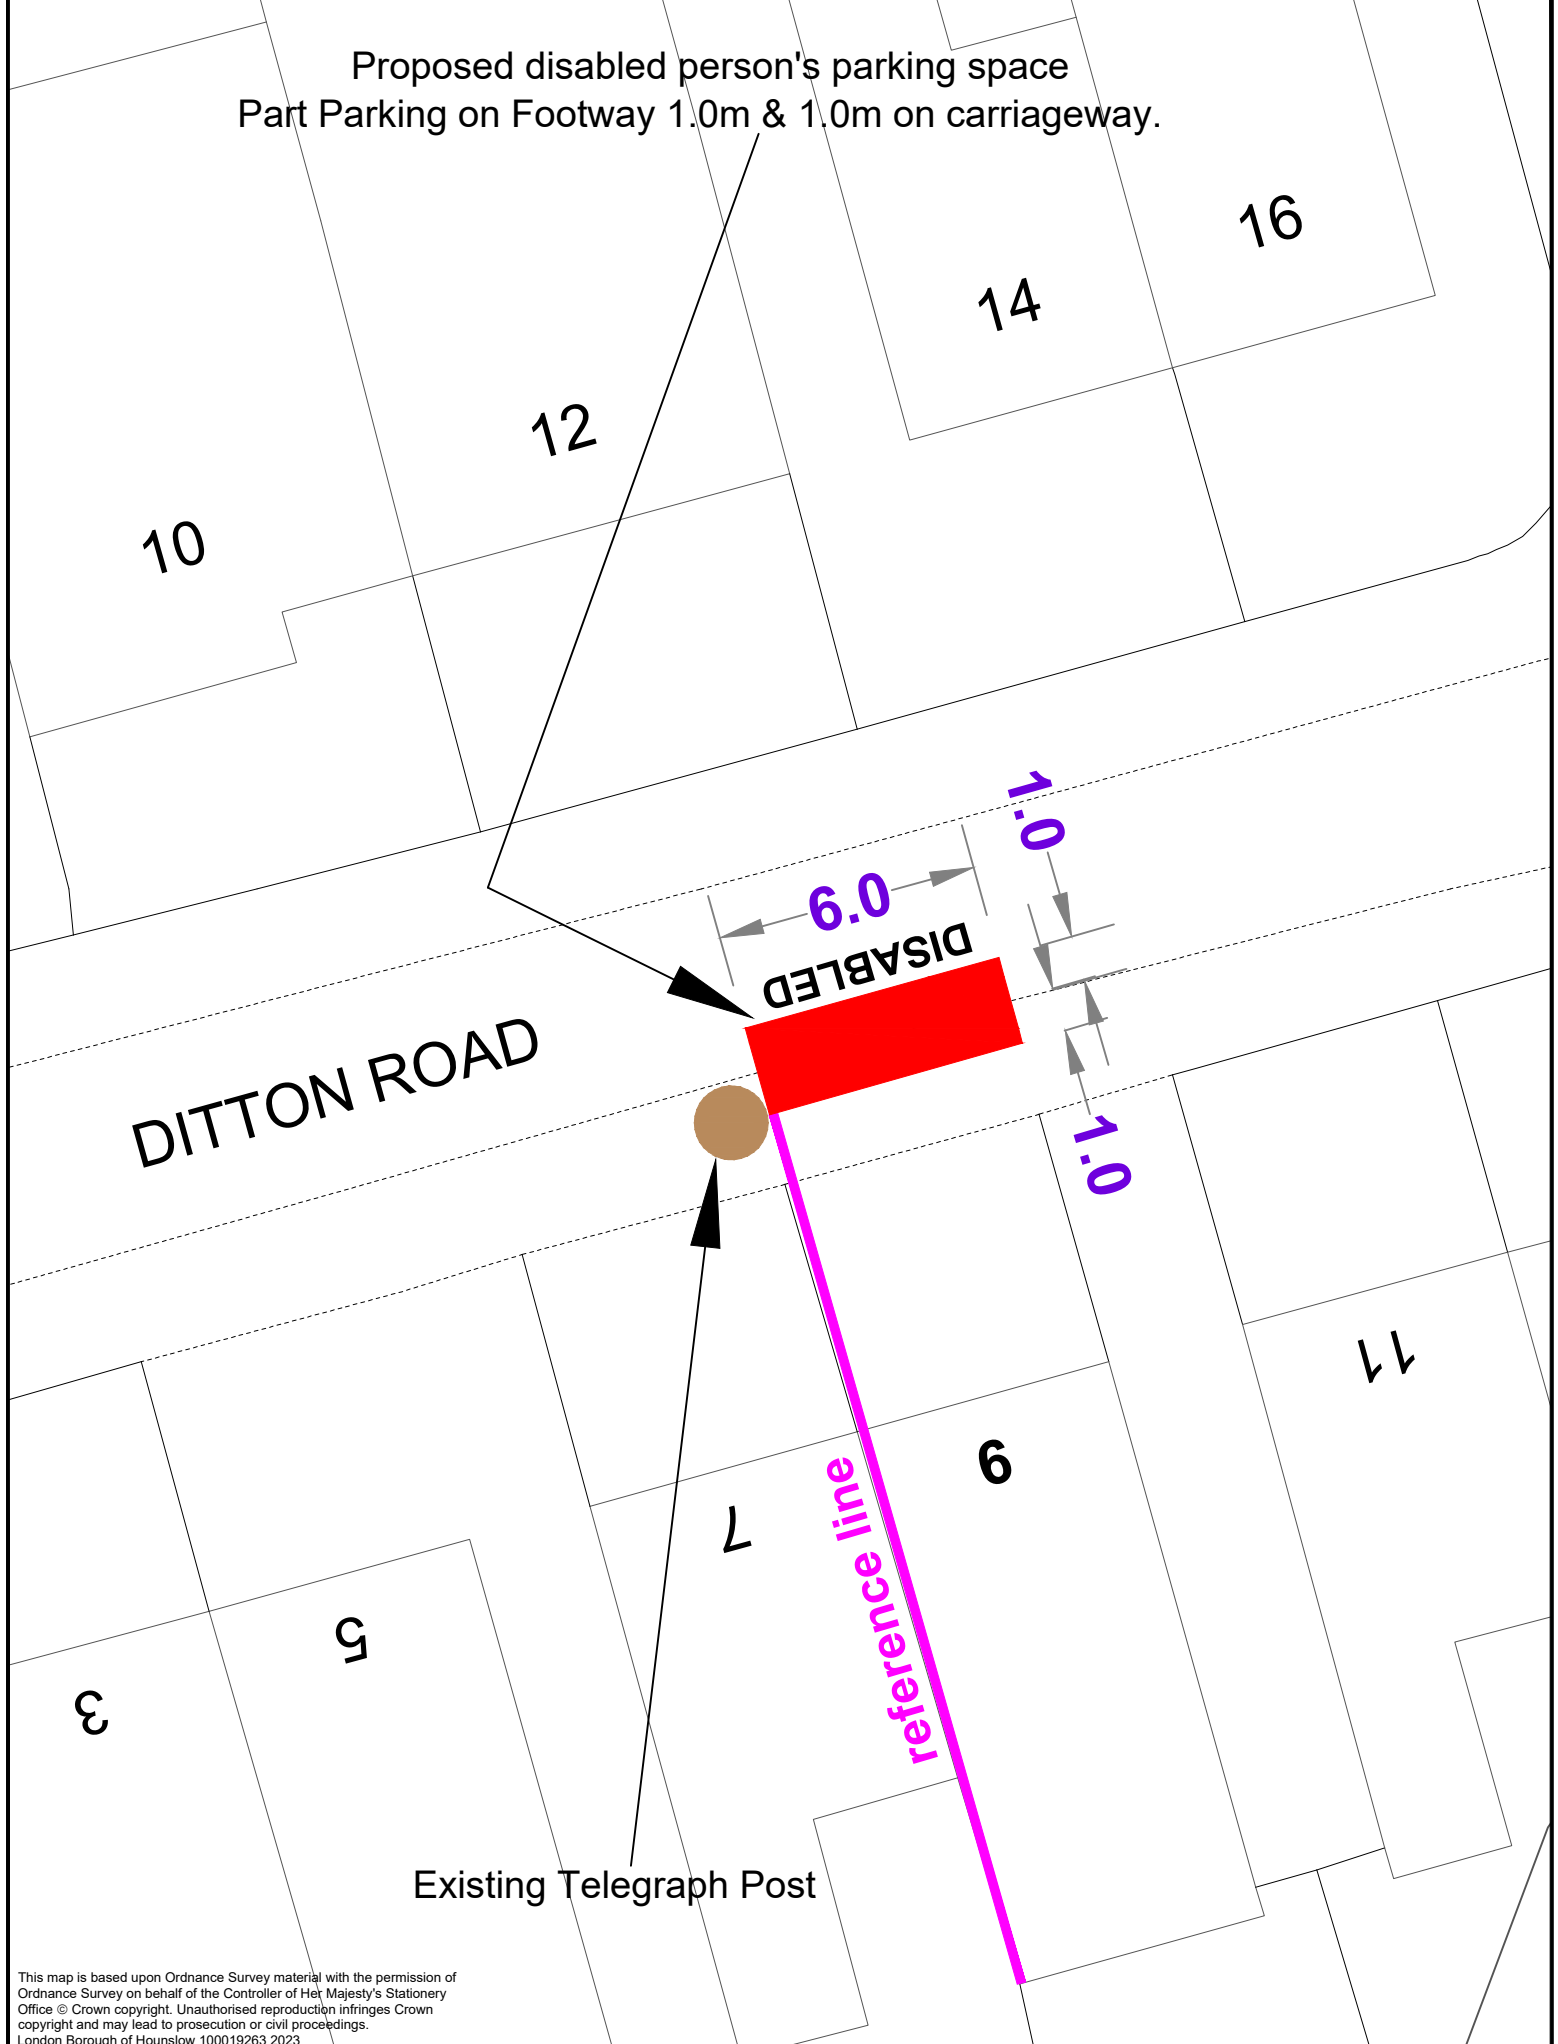 Proposed disabled person's parking space
Part Parking on Footway 1.0m & 1.0m on carriageway.
16
14
12
10
1.0
6.0
DISABLED
DITTON ROAD
1.0
11
9
7
reference line
5
3
Existing Telegraph Post
This map is based upon Ordnance Survey material with the permission of
Ordnance Survey on behalf of the Controller of Her Majesty's Stationery
Office © Crown copyright. Unauthorised reproduction infringes Crown
copyright and may lead to prosecution or civil proceedings.
London Borough of Hounslow 100019263 2023